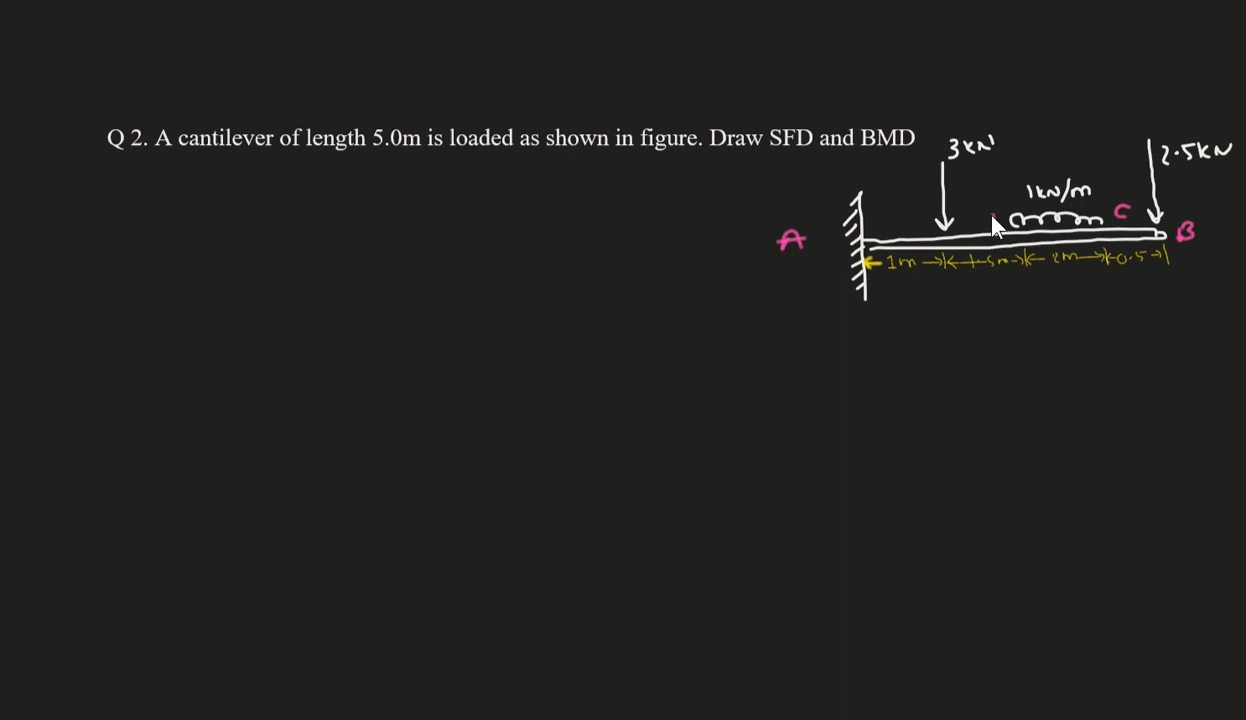 Q 2. A cantilever of length 5.0m is loaded as shown in figure. Draw SFD and BMD
3kN
2.5KN
1kN/m
C
A
B
1m 2m 0.5